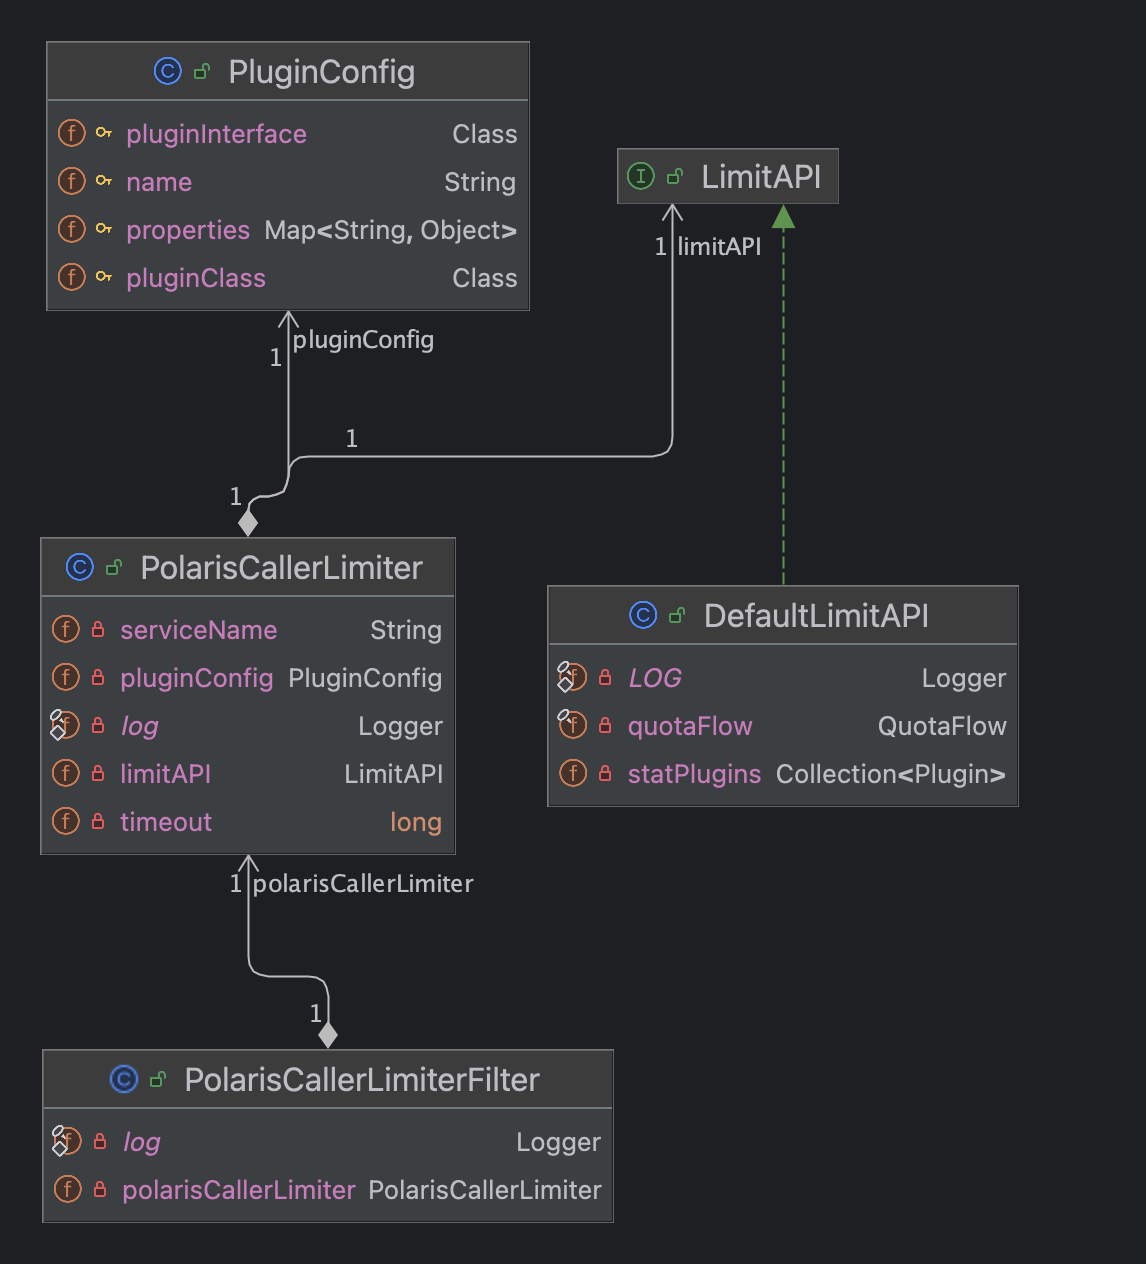 PluginConfig
pluginInterface Class
name String
properties Map<String, Object>
pluginClass Class
LimitAPI
1 limitAPI
pluginConfig
1
1
1
PolarisCallerLimiter
serviceName String
pluginConfig PluginConfig
log Logger
limitAPI LimitAPI
timeout long
DefaultLimitAPI
LOG Logger
quotaFlow QuotaFlow
statPlugins Collection<Plugin>
1 polarisCallerLimiter
1
PolarisCallerLimiterFilter
log Logger
polarisCallerLimiter PolarisCallerLimiter